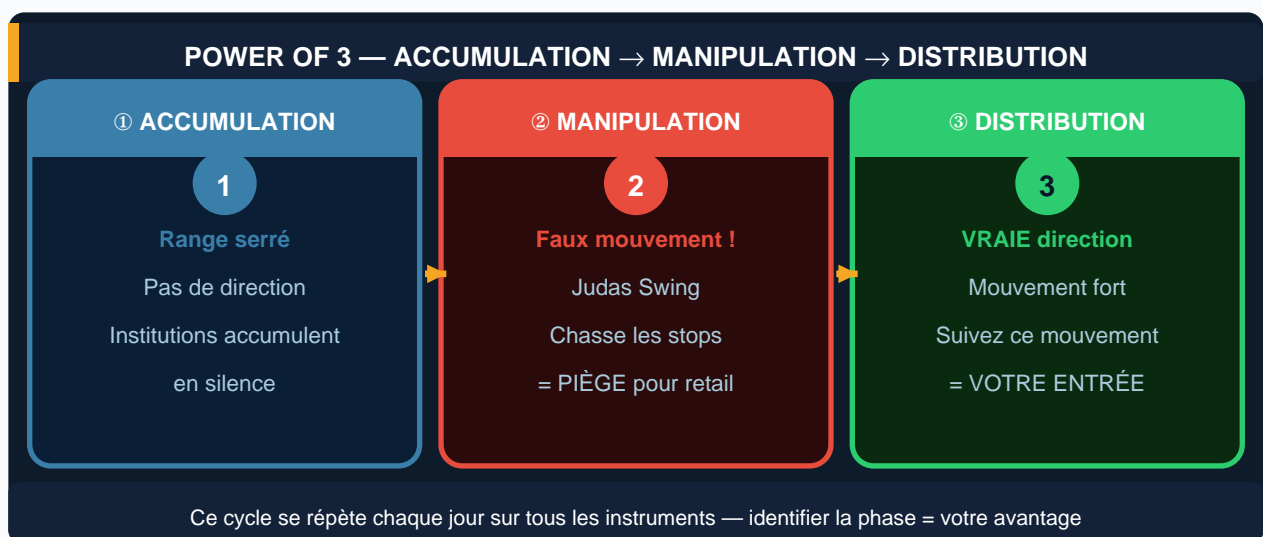 POWER OF 3 — ACCUMULATION → MANIPULATION → DISTRIBUTION
① ACCUMULATION
1
Range serré
Pas de direction
Institutions accumulent
en silence
② MANIPULATION
2
Faux mouvement !
Judas Swing
Chasse les stops
= PIÈGE pour retail
③ DISTRIBUTION
3
VRAIE direction
Mouvement fort
Suivez ce mouvement
= VOTRE ENTRÉE
Ce cycle se répète chaque jour sur tous les instruments — identifier la phase = votre avantage